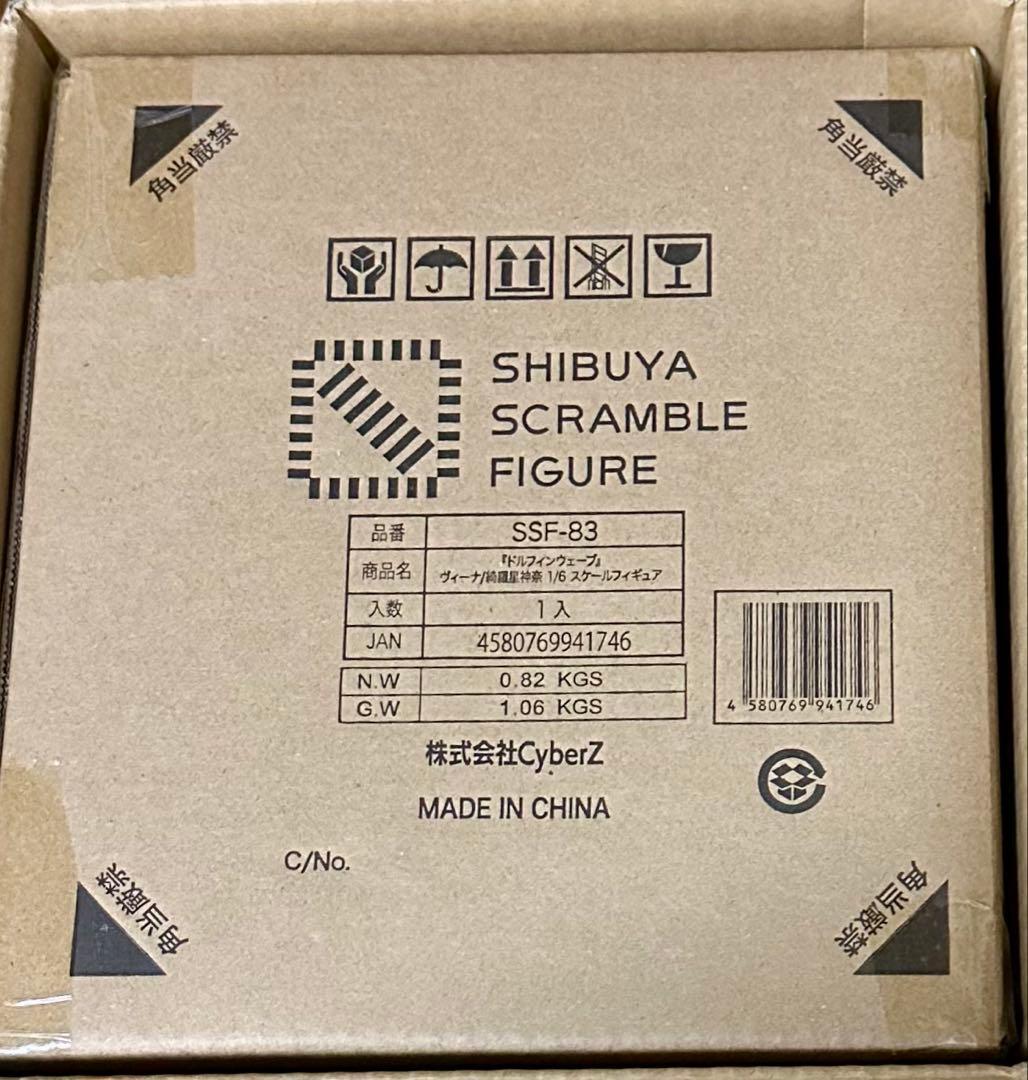 角当厳禁
角当厳禁
SHIBUYA
SCRAMBLE
FIGURE
品番 SSF-83
商品名 『ドルフィンウェーブ』
ヴィーナ/綺羅星神奈 1/6 スケールフィギュア
入数 1入
JAN 4580769941746
N.W 0.82 KGS
G.W 1.06 KGS
4 580769 941746
株式会社CyberZ
MADE IN CHINA
C/No.
角当厳禁
角当厳禁